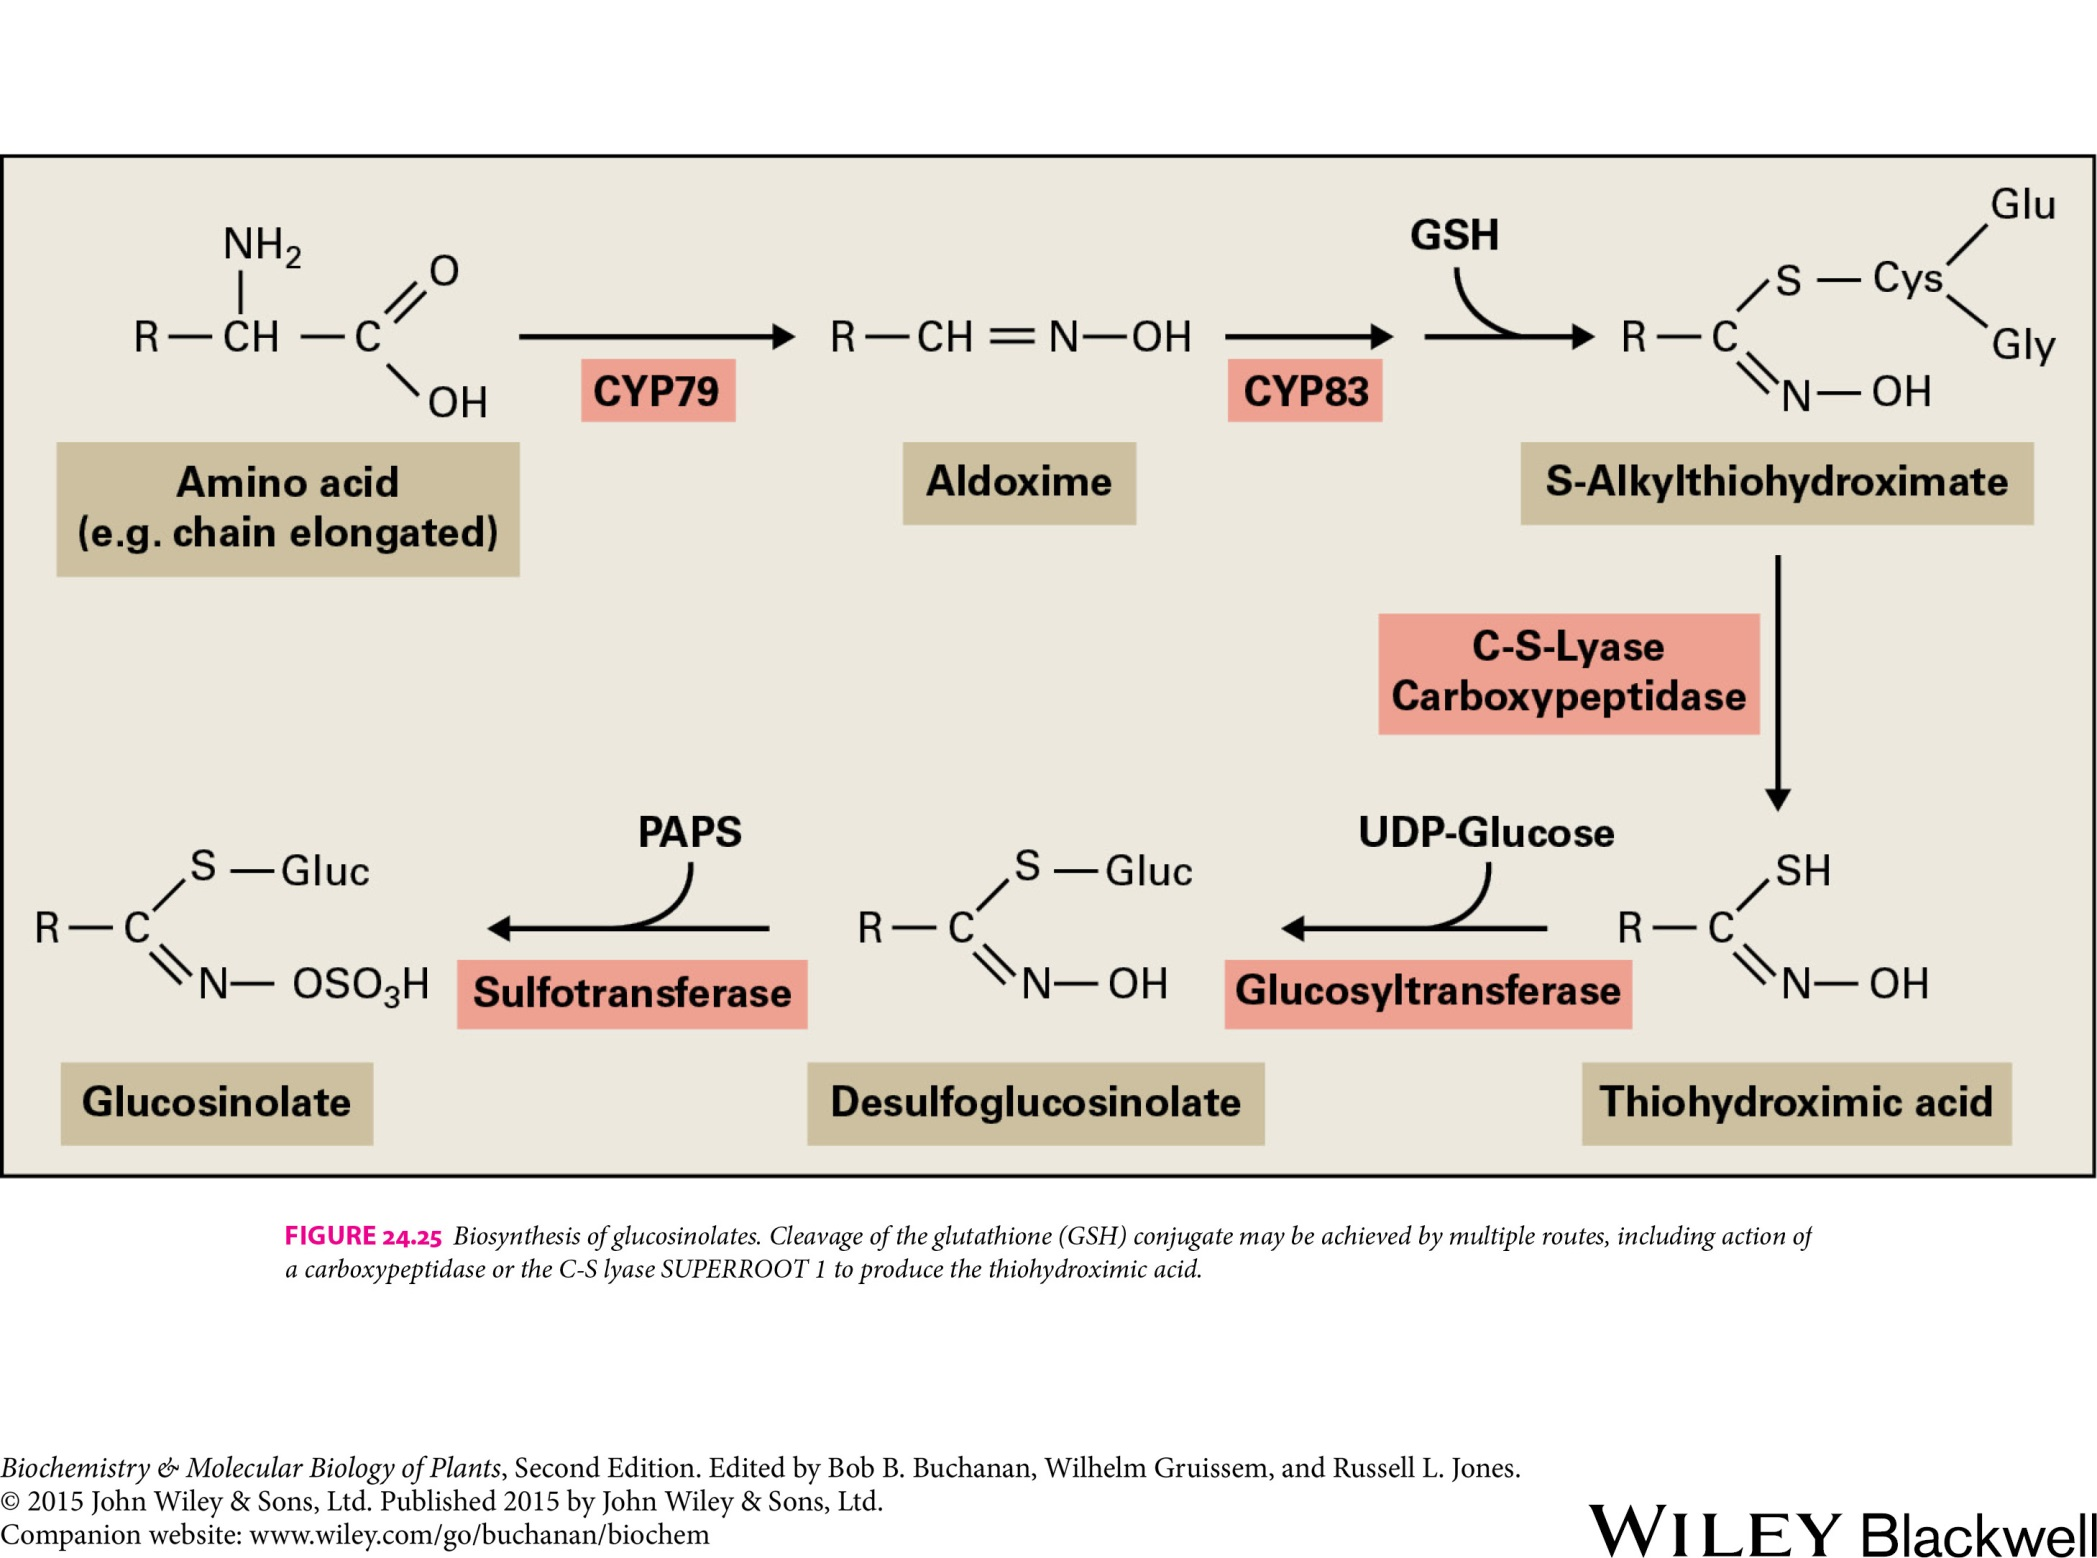 NH₂
R—CH—C
O
OH
CYP79
Amino acid
(e.g. chain elongated)
R—CH=N—OH
Aldoxime
CYP83
GSH
R—C
S—Cys
Glu
Gly
N—OH
S-Alkylthiohydroximate
C-S-Lyase
Carboxypeptidase
SH
R—C
N—OH
Thiohydroximic acid
UDP-Glucose
Glucosyltransferase
S—Gluc
R—C
N—OH
Desulfoglucosinolate
PAPS
Sulfotransferase
S—Gluc
R—C
N—OSO₃H
Glucosinolate
FIGURE 24.25 Biosynthesis of glucosinolates. Cleavage of the glutathione (GSH) conjugate may be achieved by multiple routes, including action of
a carboxypeptidase or the C-S lyase SUPERROOT 1 to produce the thiohydroximic acid.
Biochemistry & Molecular Biology of Plants, Second Edition. Edited by Bob B. Buchanan, Wilhelm Gruissem, and Russell L. Jones.
© 2015 John Wiley & Sons, Ltd. Published 2015 by John Wiley & Sons, Ltd.
Companion website: www.wiley.com/go/buchanan/biochem
WILEY Blackwell